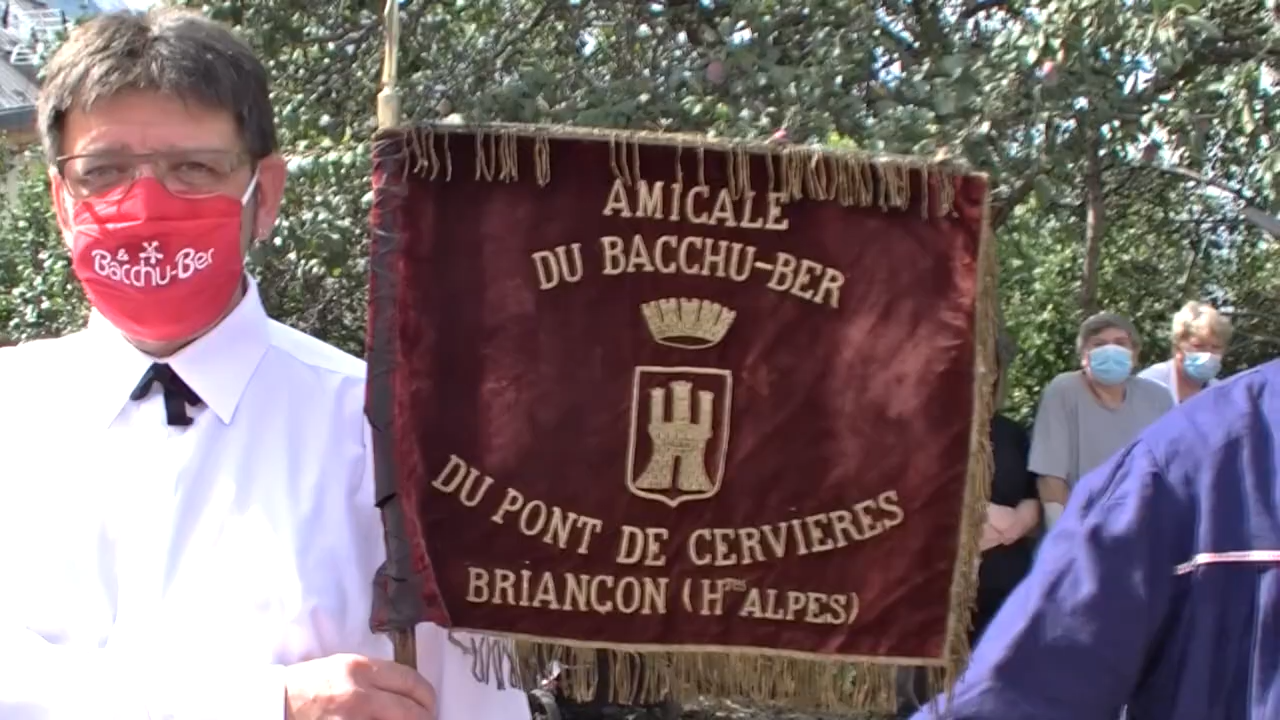 & Bacchu-Ber
AMICALE
DU BACCHU-BER
DU PONT DE CERVIERES
BRIANÇON (Htes ALPES)